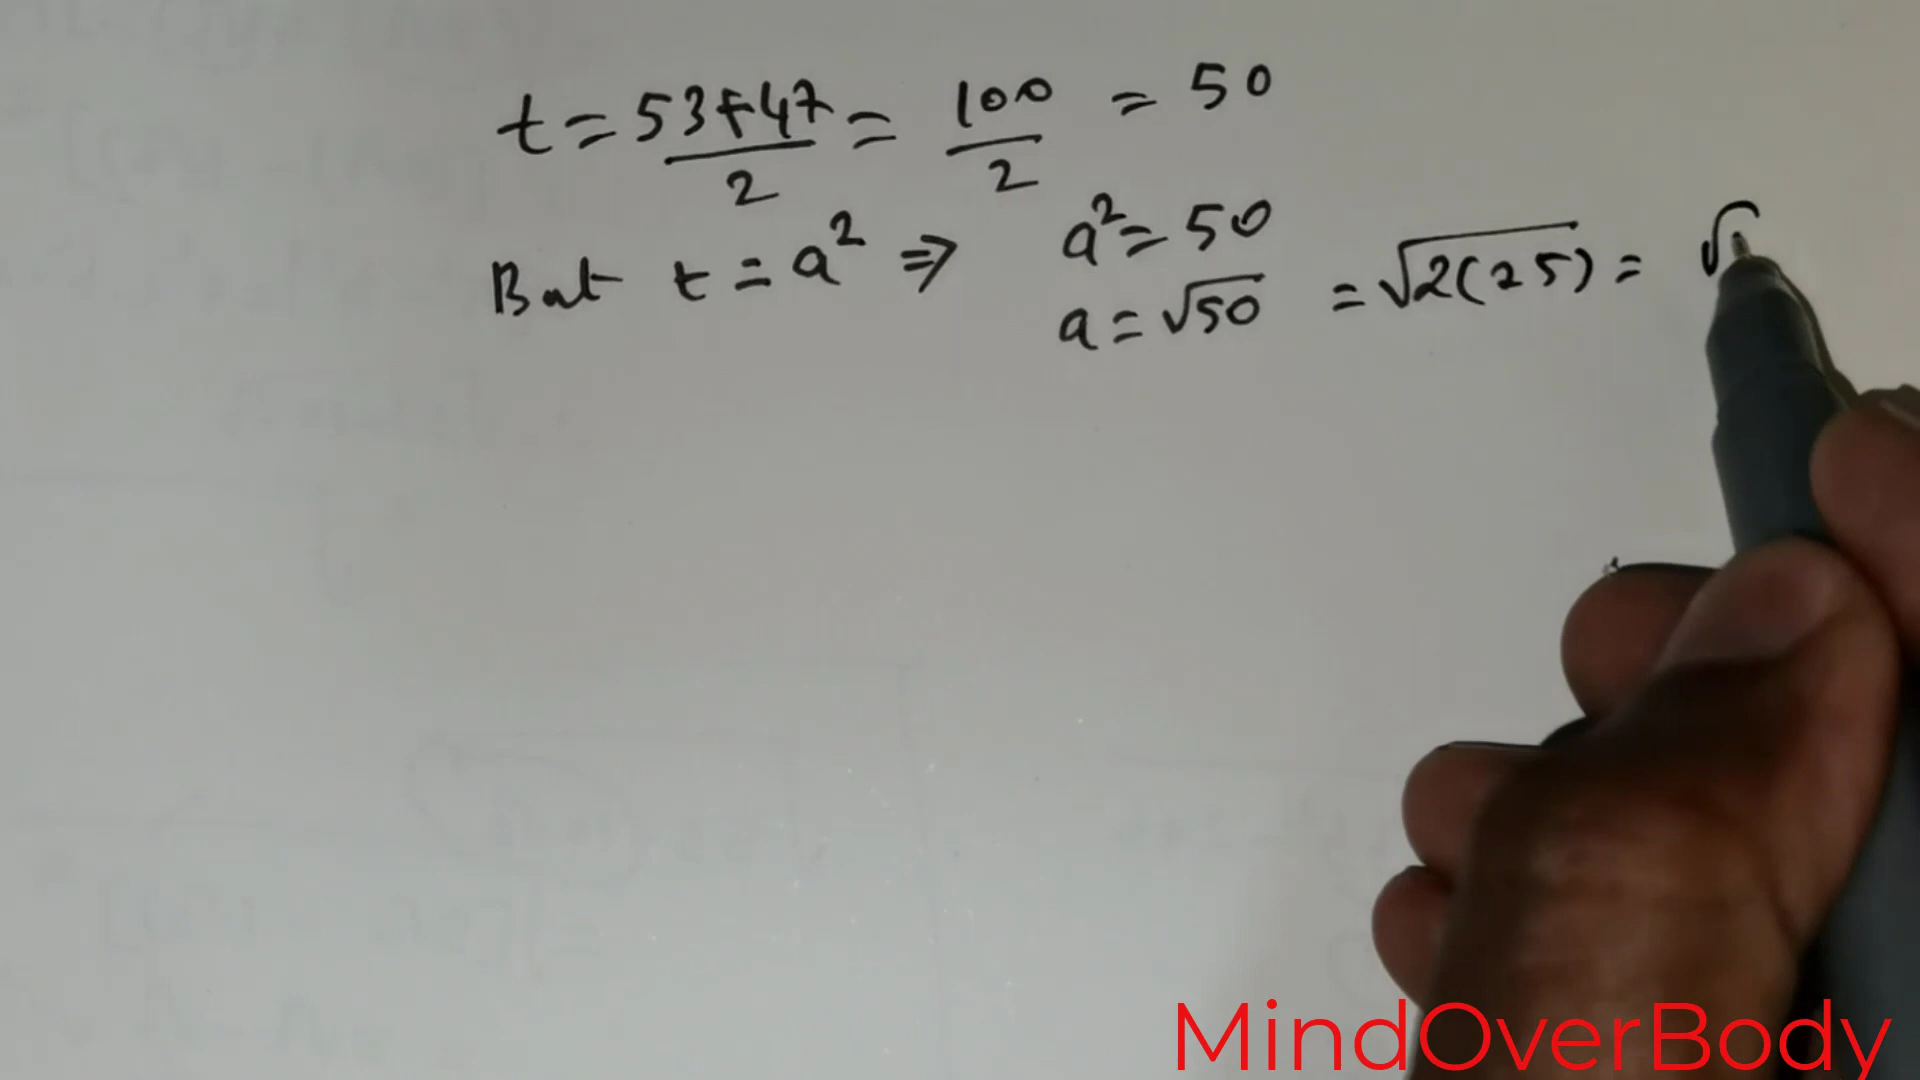 t = 53+47/2 = 100/2 = 50
But t = a² ⇒ a² = 50
a = √50 = √2(25) = √
MindOverBody